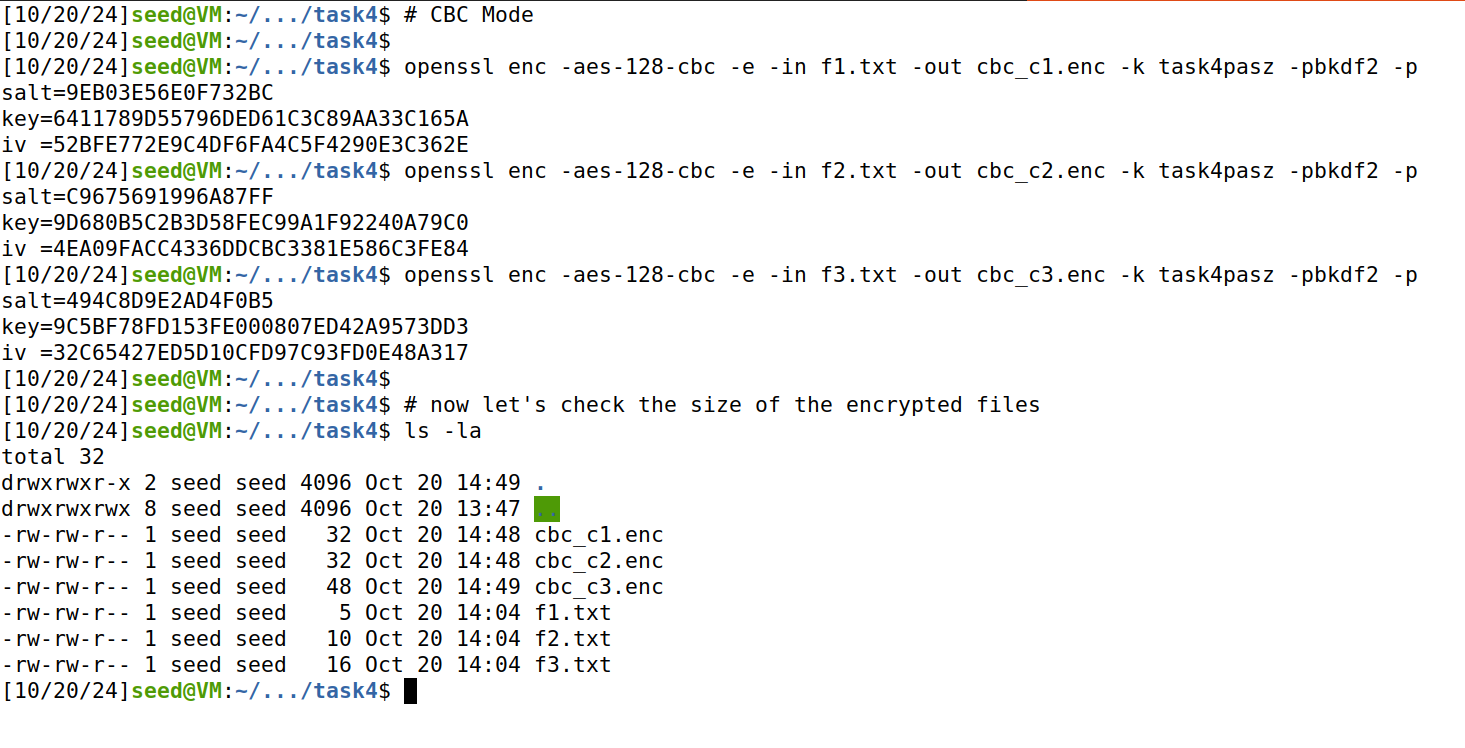 [10/20/24]seed@VM:~/.../task4$ # CBC Mode
[10/20/24]seed@VM:~/.../task4$
[10/20/24]seed@VM:~/.../task4$ openssl enc -aes-128-cbc -e -in f1.txt -out cbc_c1.enc -k task4pasz -pbkdf2 -p
salt=9EB03E56E0F732BC
key=6411789D55796DED61C3C89AA33C165A
iv =52BFE772E9C4DF6FA4C5F4290E3C362E
[10/20/24]seed@VM:~/.../task4$ openssl enc -aes-128-cbc -e -in f2.txt -out cbc_c2.enc -k task4pasz -pbkdf2 -p
salt=C9675691996A87FF
key=9D680B5C2B3D58FEC99A1F92240A79C0
iv =4EA09FACC4336DDCBC3381E586C3FE84
[10/20/24]seed@VM:~/.../task4$ openssl enc -aes-128-cbc -e -in f3.txt -out cbc_c3.enc -k task4pasz -pbkdf2 -p
salt=494C8D9E2AD4F0B5
key=9C5BF78FD153FE000807ED42A9573DD3
iv =32C65427ED5D10CFD97C93FD0E48A317
[10/20/24]seed@VM:~/.../task4$
[10/20/24]seed@VM:~/.../task4$ # now let's check the size of the encrypted files
[10/20/24]seed@VM:~/.../task4$ ls -la
total 32
drwxrwxr-x 2 seed seed 4096 Oct 20 14:49 .
drwxrwxrwx 8 seed seed 4096 Oct 20 13:47 ..
-rw-rw-r-- 1 seed seed   32 Oct 20 14:48 cbc_c1.enc
-rw-rw-r-- 1 seed seed   32 Oct 20 14:48 cbc_c2.enc
-rw-rw-r-- 1 seed seed   48 Oct 20 14:49 cbc_c3.enc
-rw-rw-r-- 1 seed seed    5 Oct 20 14:04 f1.txt
-rw-rw-r-- 1 seed seed   10 Oct 20 14:04 f2.txt
-rw-rw-r-- 1 seed seed   16 Oct 20 14:04 f3.txt
[10/20/24]seed@VM:~/.../task4$